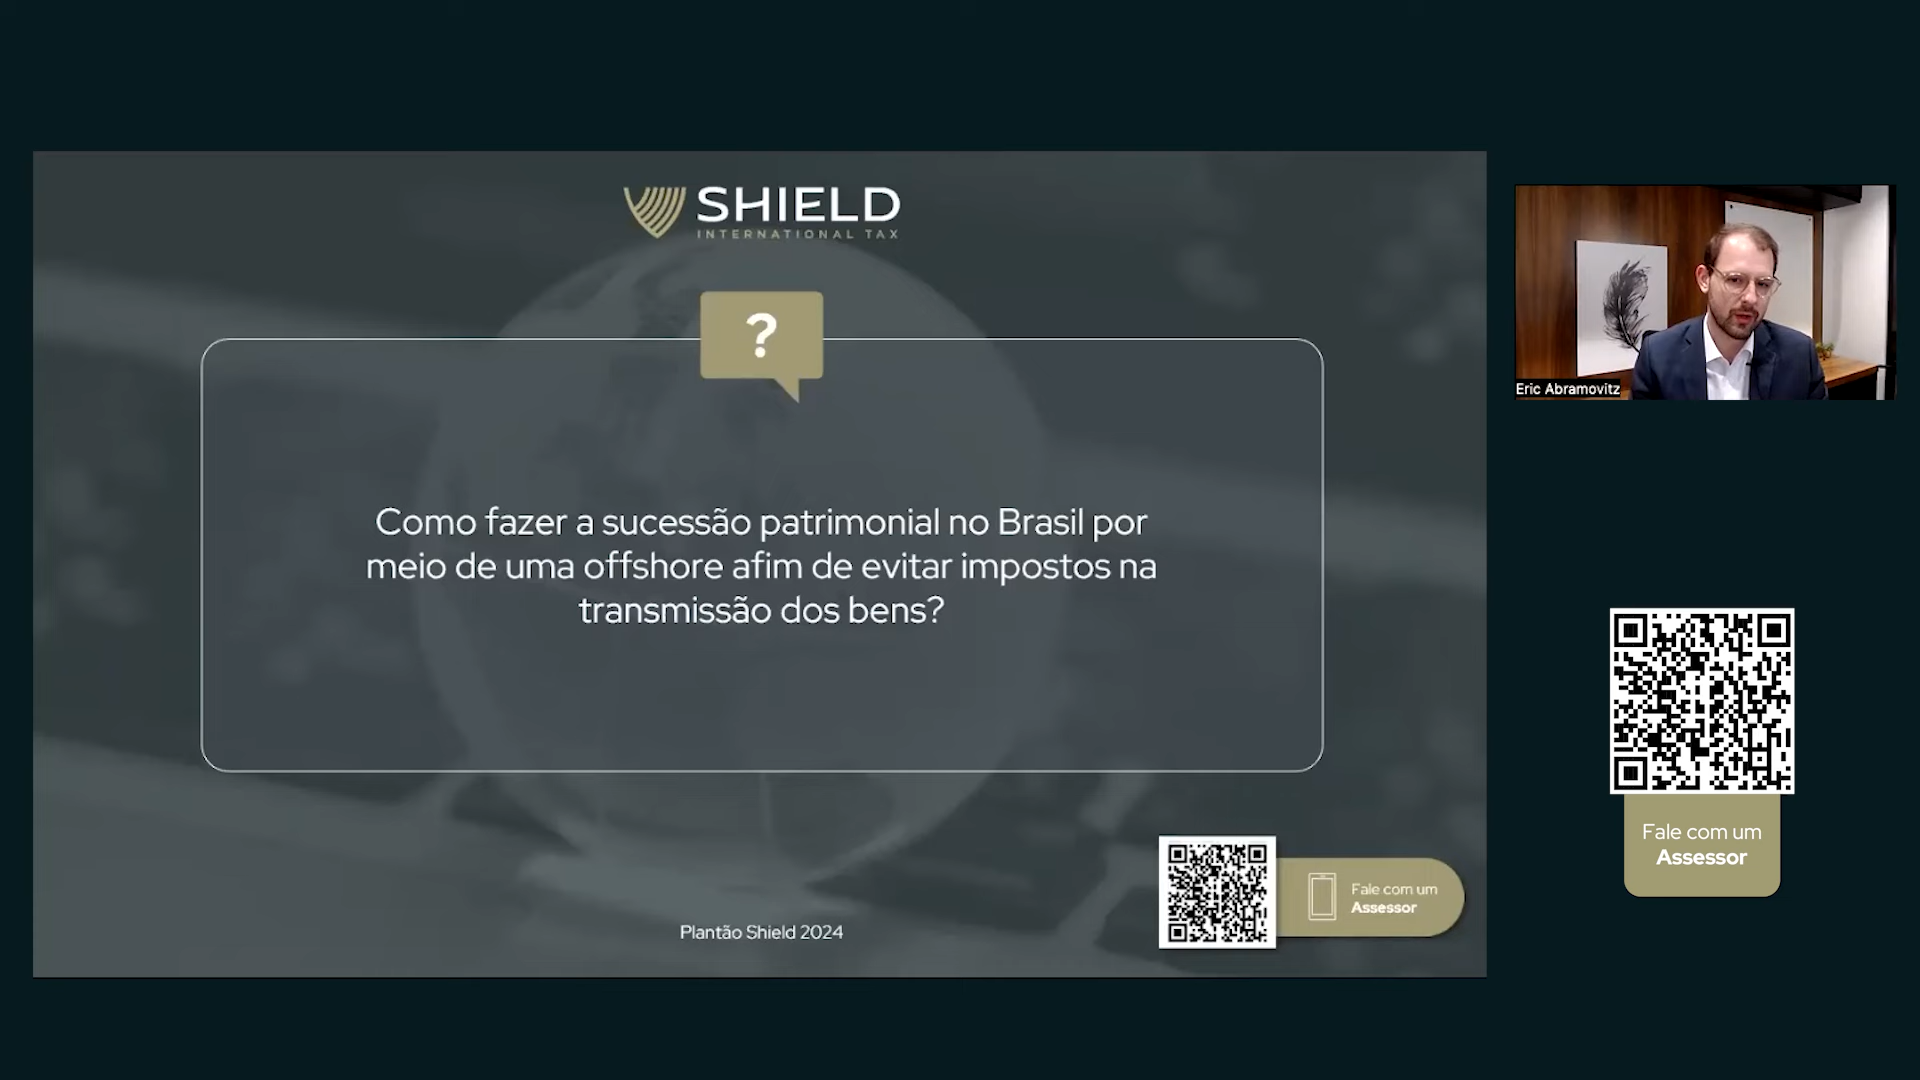 SHIELD
INTERNATIONAL TAX
?
Como fazer a sucessão patrimonial no Brasil por
meio de uma offshore afim de evitar impostos na
transmissão dos bens?
Plantão Shield 2024
Fale com um
Assessor
Eric Abramovitz
Fale com um
Assessor